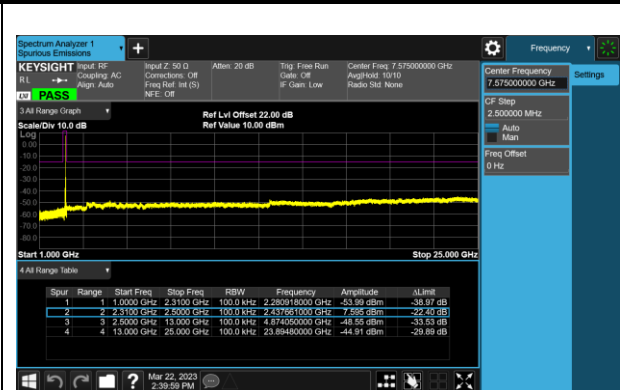 Spectrum Analyzer 1
Spurious Emissions
+
Frequency
KEYSIGHT Input: RF Input Z: 50 Ω Atten: 20 dB Trig: Free Run Center Freq: 7.575000000 GHz
RL Coupling: AC Corrections: Off Gate: Off Avg|Hold: 10/10
Align: Auto Freq Ref: Int (S) IF Gain: Low Radio Std: None
NFE: Off
LXI PASS
Center Frequency
7.575000000 GHz
Settings
CF Step
2.500000 MHz
Auto
Man
Freq Offset
0 Hz
3 All Range Graph
Ref Lvl Offset 22.00 dB
Scale/Div 10.0 dB Ref Value 10.00 dBm
Log
0.00
-10.0
-20.0
-30.0
-40.0
-50.0
-60.0
-70.0
-80.0
Start 1.000 GHz Stop 25.000 GHz
4 All Range Table
Spur Range Start Freq Stop Freq RBW Frequency Amplitude ΔLimit
1 1 1.0000 GHz 2.3100 GHz 100.0 kHz 2.280918000 GHz -53.99 dBm -38.97 dB
2 2 2.3100 GHz 2.5000 GHz 100.0 kHz 2.437661000 GHz 7.595 dBm -22.40 dB
3 3 2.5000 GHz 13.000 GHz 100.0 kHz 4.874050000 GHz -48.55 dBm -33.53 dB
4 4 13.000 GHz 25.000 GHz 100.0 kHz 23.89480000 GHz -44.91 dBm -29.89 dB
? Mar 22, 2023
2:39:59 PM